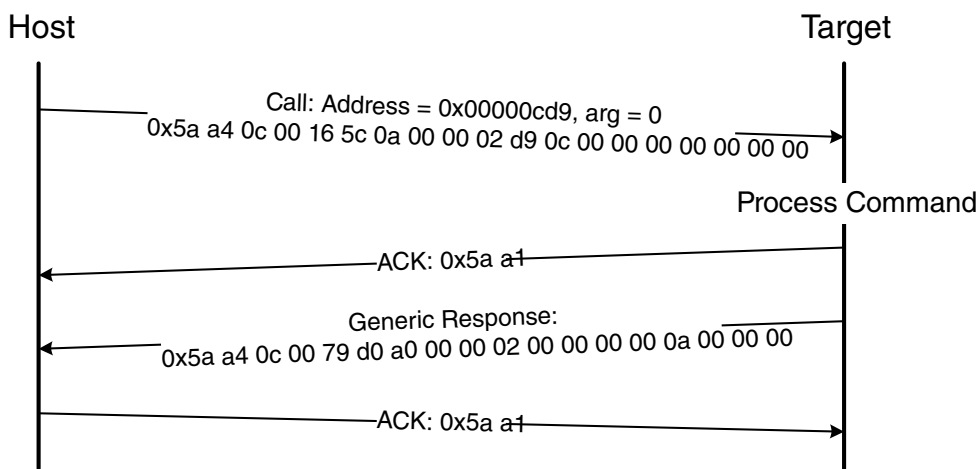 Host
Target
Call: Address = 0x00000cd9, arg = 0
0x5a a4 0c 00 16 5c 0a 00 00 02 d9 0c 00 00 00 00 00 00 00
Process Command
ACK: 0x5a a1
Generic Response:
0x5a a4 0c 00 79 d0 a0 00 00 02 00 00 00 00 0a 00 00 00
ACK: 0x5a a1